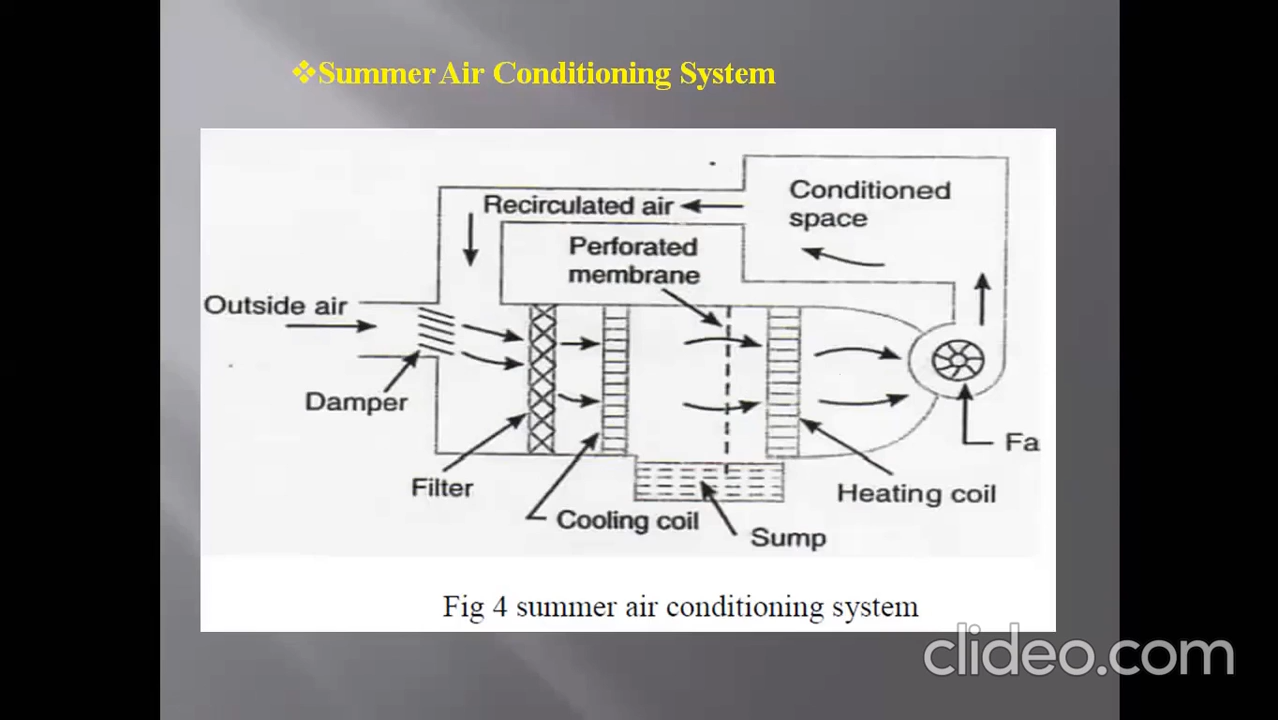 ❖Summer Air Conditioning System
Conditioned
space
Recirculated air
Perforated
membrane
Outside air
Damper
Filter
Cooling coil
Sump
Heating coil
Fa
Fig 4 summer air conditioning system
clideo.com